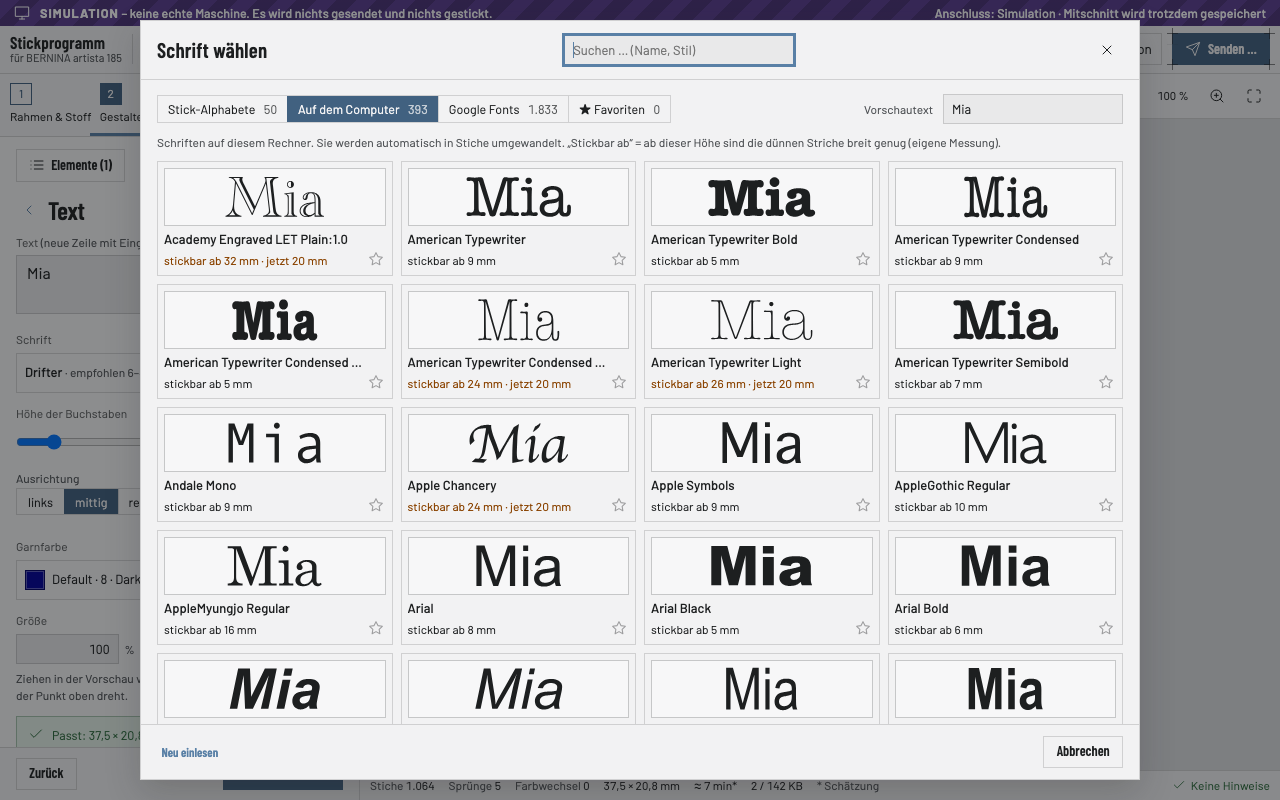 SIMULATION – keine echte Maschine. Es wird nichts gesendet und nichts gestickt.
Anschluss: Simulation · Mitschnitt wird trotzdem gespeichert
Stickprogramm
für BERNINA artista 185
Senden ...
1
2
Rahmen & Stoff
100 %
Elemente (1)
Text
Mia
Schrift
Drifter · empfohlen 6–
Höhe der Buchstaben
Ausrichtung
links
mittig
Garnfarbe
Default · 8 · Dark
Größe
100
%
Ziehen in der Vorschau
der Punkt oben dreht.
Passt: 37,5 × 20,8
Zurück
Schrift wählen
Suchen ... (Name, Stil)
Stick-Alphabete 50
Auf dem Computer 393
Google Fonts 1.833
Favoriten 0
Vorschautext
Mia
Schriften auf diesem Rechner. Sie werden automatisch in Stiche umgewandelt. „Stickbar ab“ = ab dieser Höhe sind die dünnen Striche breit genug (eigene Messung).
Mia
Academy Engraved LET Plain:1.0
stickbar ab 32 mm · jetzt 20 mm
Mia
American Typewriter
stickbar ab 9 mm
Mia
American Typewriter Bold
stickbar ab 5 mm
Mia
American Typewriter Condensed
stickbar ab 9 mm
Mia
American Typewriter Condensed ...
stickbar ab 5 mm
Mia
American Typewriter Condensed ...
stickbar ab 24 mm · jetzt 20 mm
Mia
American Typewriter Light
stickbar ab 26 mm · jetzt 20 mm
Mia
American Typewriter Semibold
stickbar ab 7 mm
Mia
Andale Mono
stickbar ab 9 mm
Mia
Apple Chancery
stickbar ab 24 mm · jetzt 20 mm
Mia
Apple Symbols
stickbar ab 9 mm
Mia
AppleGothic Regular
stickbar ab 10 mm
Mia
AppleMyungjo Regular
stickbar ab 16 mm
Mia
Arial
stickbar ab 8 mm
Mia
Arial Black
stickbar ab 5 mm
Mia
Arial Bold
stickbar ab 6 mm
Mia
Mia
Mia
Mia
Neu einlesen
Abbrechen
Stiche 1.064
Sprünge 5
Farbwechsel 0
37,5 × 20,8 mm
≈ 7 min*
2 / 142 KB
* Schätzung
Keine Hinweise